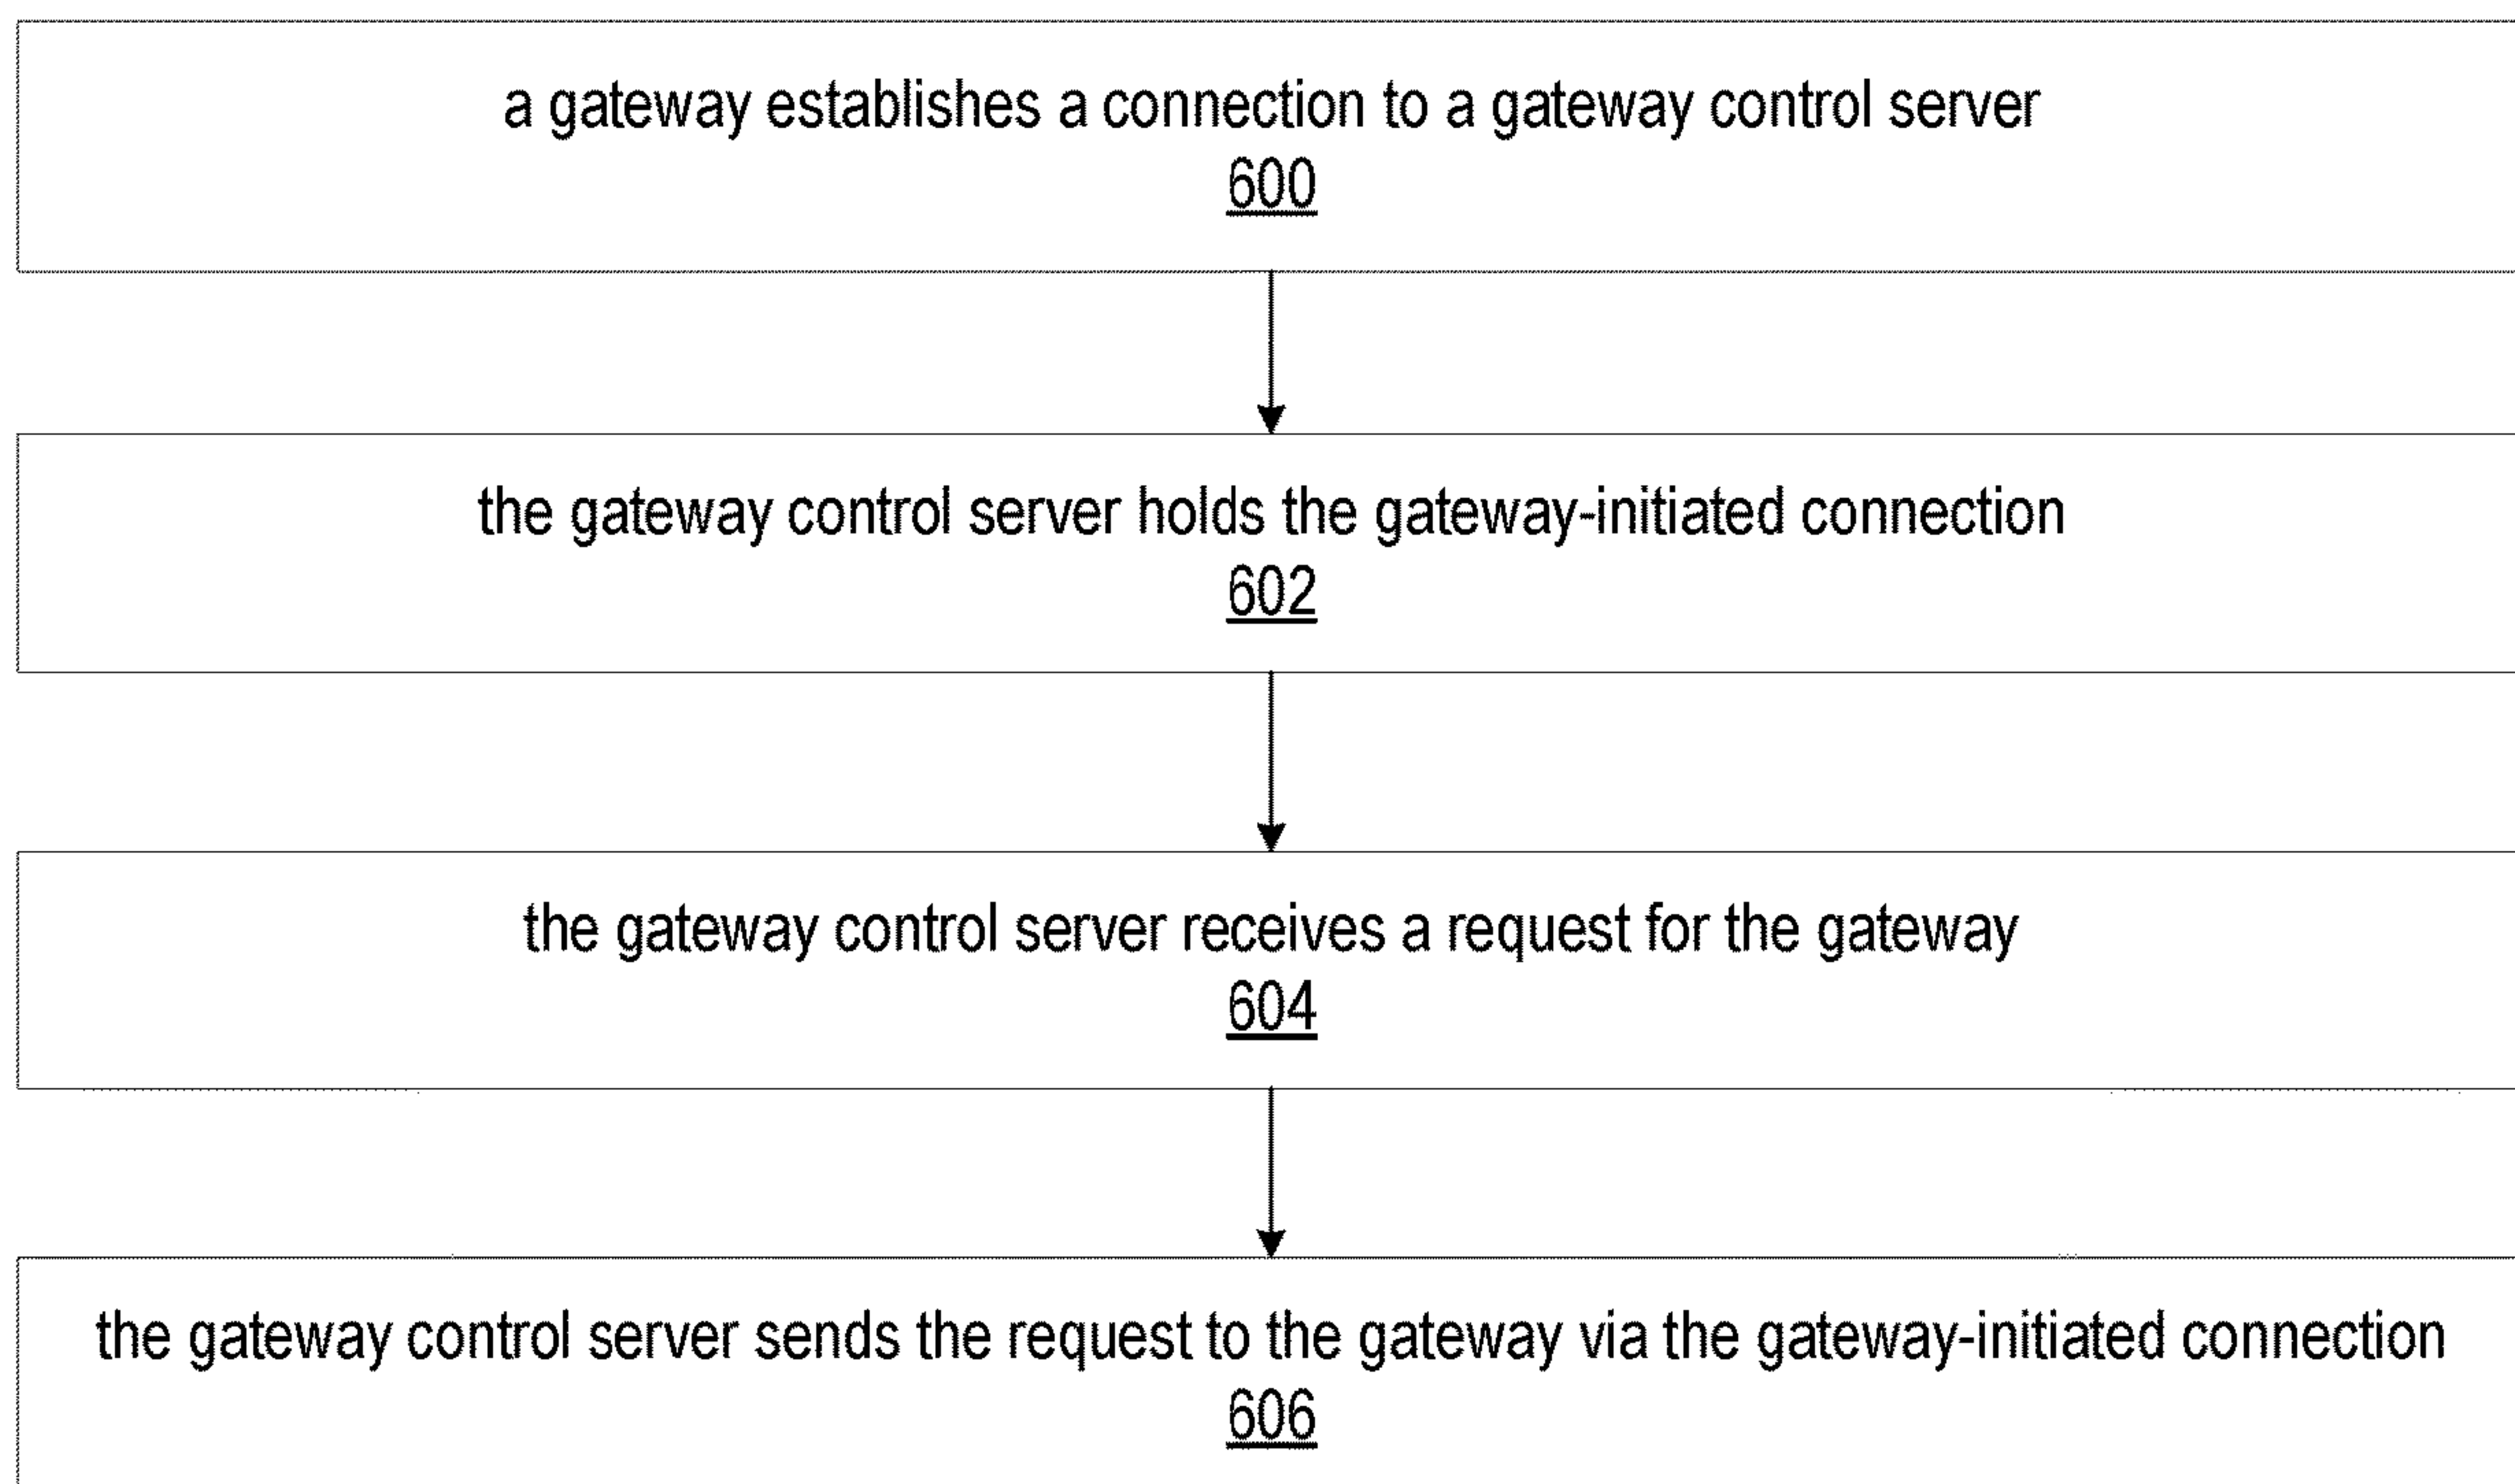 a gateway establishes a connection to a gateway control server
600
the gateway control server holds the gateway-initiated connection
602
the gateway control server receives a request for the gateway
604
the gateway control server sends the request to the gateway via the gateway-initiated connection
606